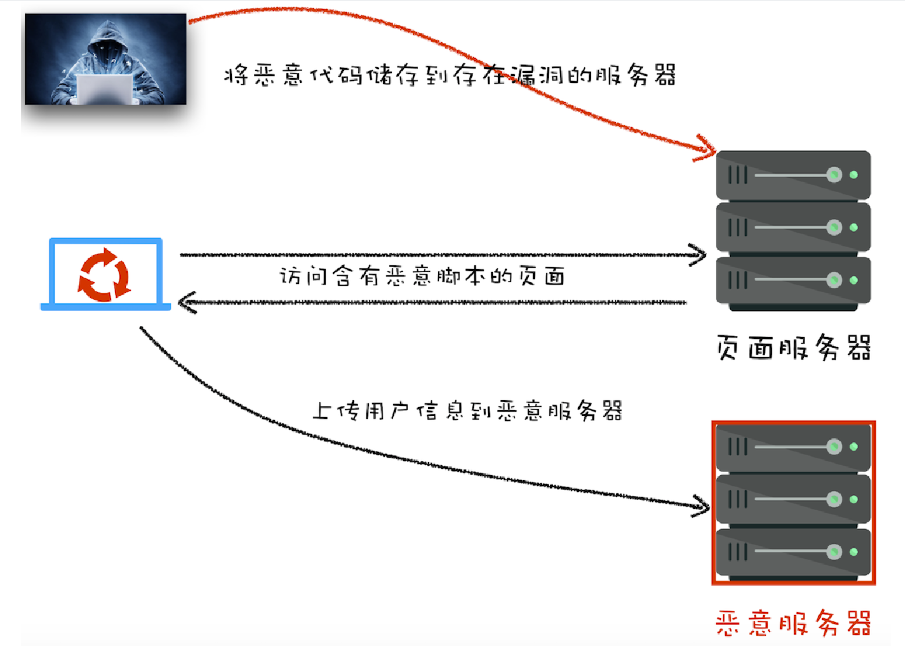 将恶意代码储存到存在漏洞的服务器
访问含有恶意脚本的页面
页面服务器
上传用户信息到恶意服务器
恶意服务器